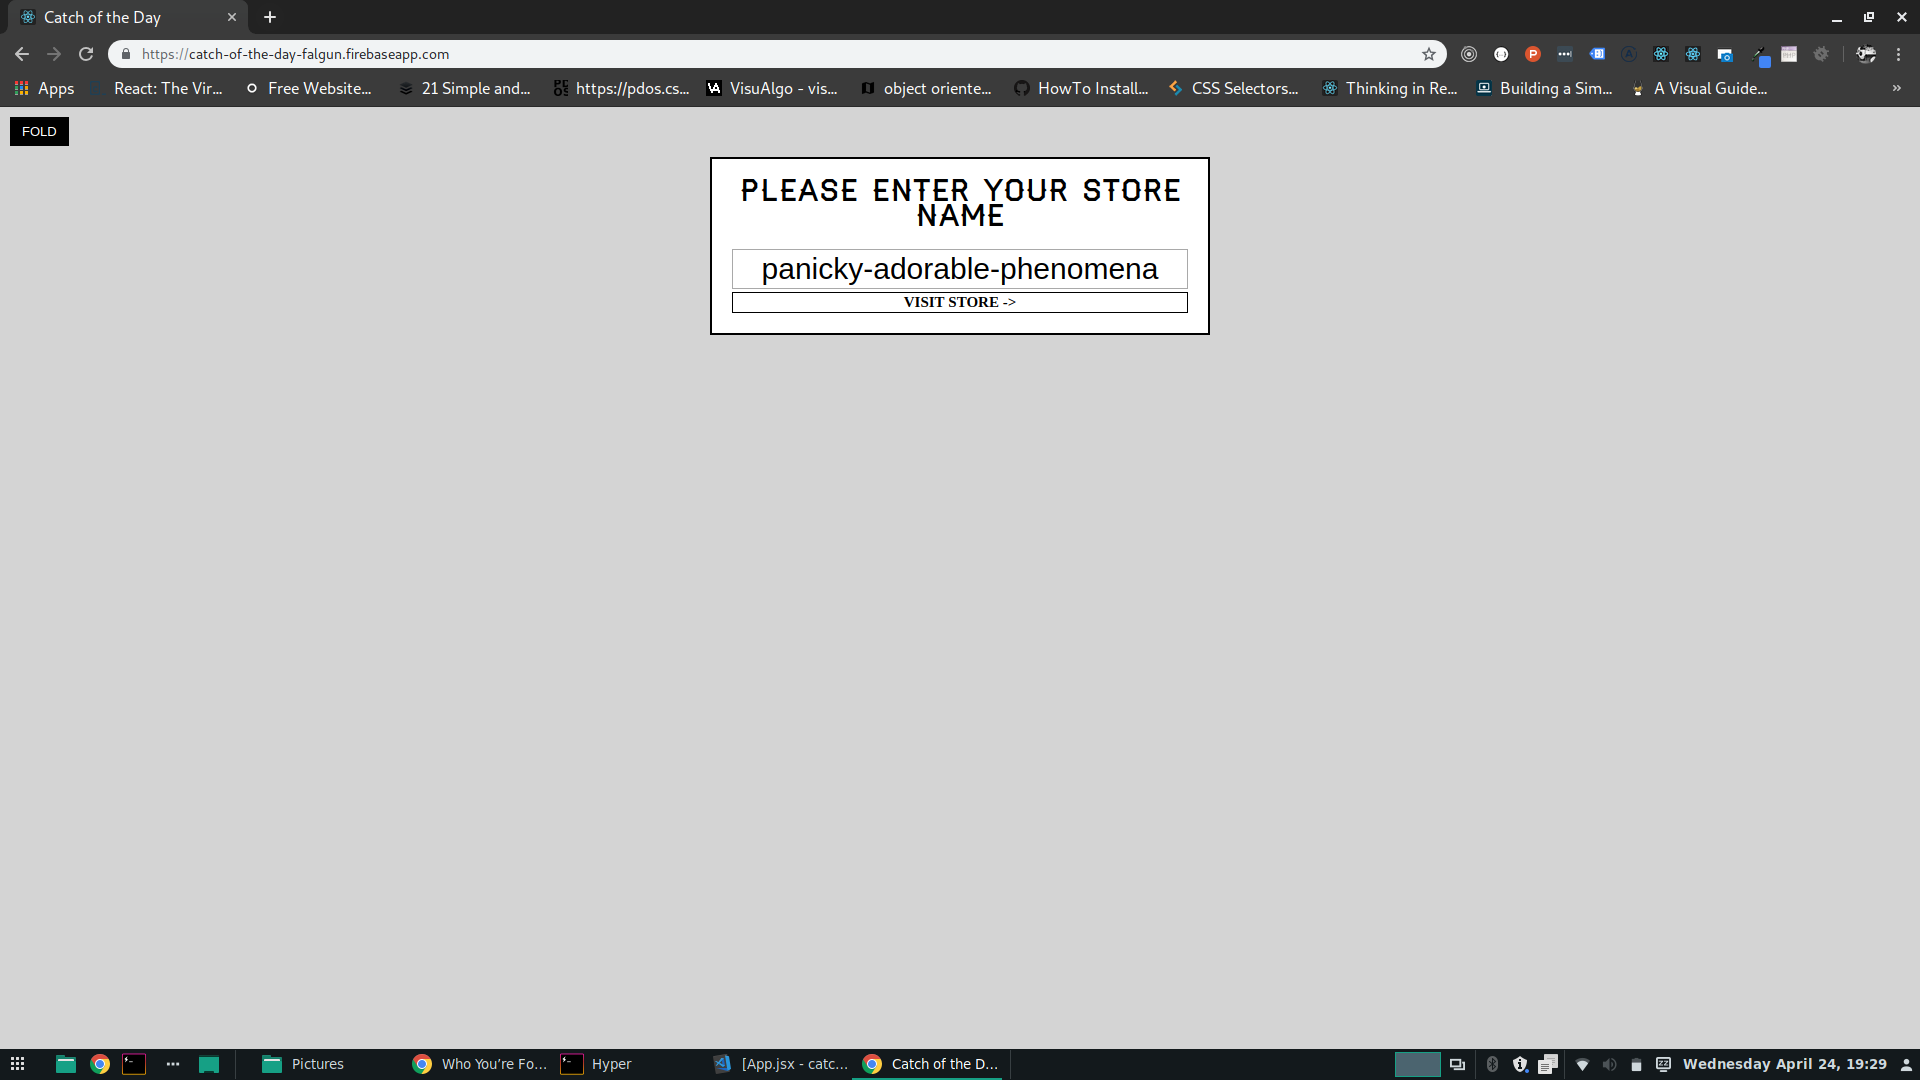 Catch of the Day
https://catch-of-the-day-falgun.firebaseapp.com
Apps React: The Vir... Free Website... 21 Simple and... https://pdos.cs... VisuAlgo - vis... object oriente... HowTo Install... CSS Selectors... Thinking in Re... Building a Sim... A Visual Guide... »
FOLD
PLEASE ENTER YOUR STORE
NAME
panicky-adorable-phenomena
VISIT STORE ->
Pictures Who You're Fo... Hyper [App.jsx - catc... Catch of the D... Wednesday April 24, 19:29